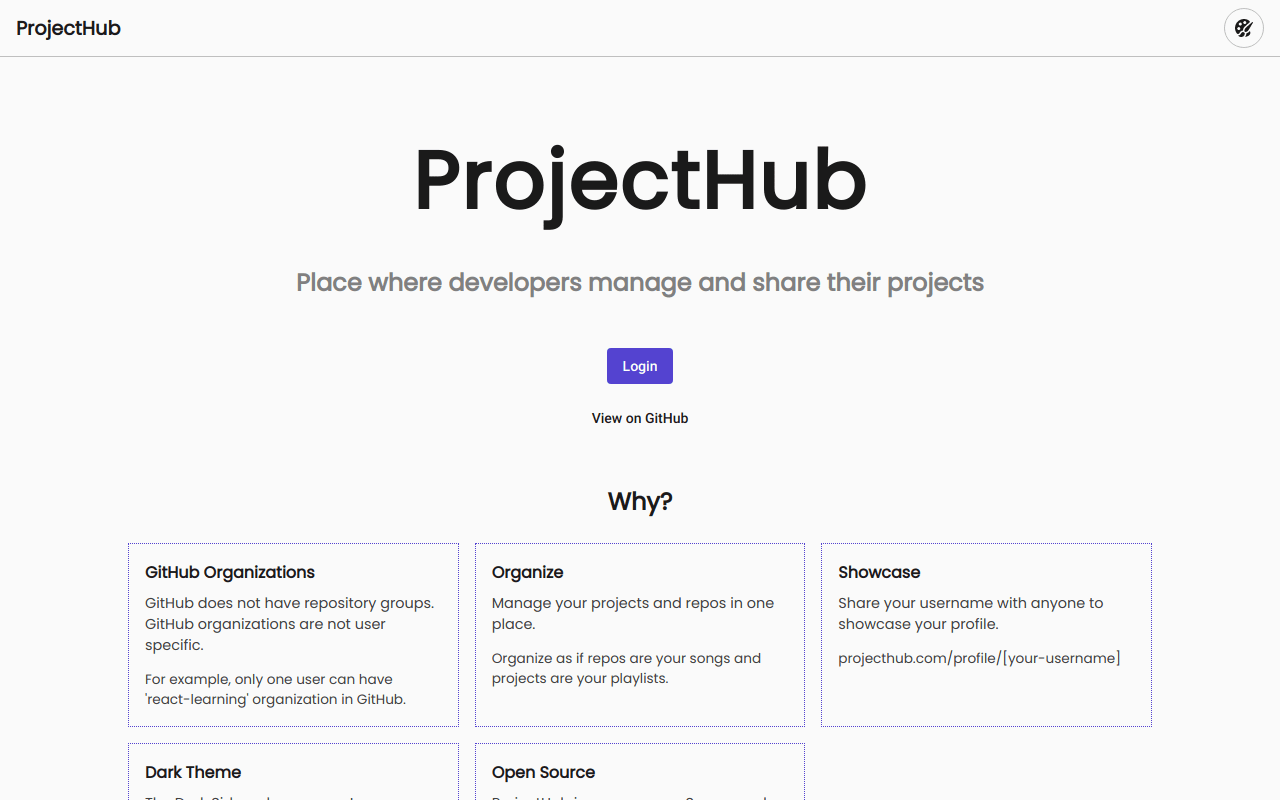 ProjectHub
ProjectHub
Place where developers manage and share their projects
Login
View on GitHub
Why?
GitHub Organizations
GitHub does not have repository groups.
GitHub organizations are not user
specific.
For example, only one user can have
'react-learning' organization in GitHub.
Organize
Manage your projects and repos in one
place.
Organize as if repos are your songs and
projects are your playlists.
Showcase
Share your username with anyone to
showcase your profile.
projecthub.com/profile/[your-username]
Dark Theme
Open Source